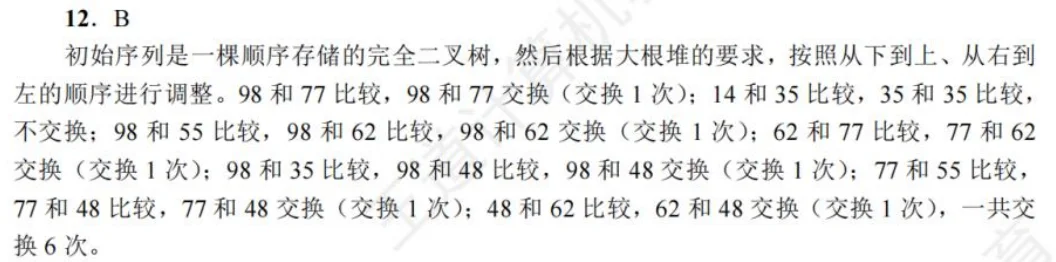 12．B
初始序列是一棵顺序存储的完全二叉树，然后根据大根堆的要求，按照从下到上、从右到
左的顺序进行调整。98 和 77 比较，98 和 77 交换（交换 1 次）；14 和 35 比较，35 和 35 比较，
不交换；98 和 55 比较，98 和 62 比较，98 和 62 交换（交换 1 次）；62 和 77 比较，77 和 62
交换（交换 1 次）；98 和 35 比较，98 和 48 比较，98 和 48 交换（交换 1 次）；77 和 55 比较，
77 和 48 比较，77 和 48 交换（交换 1 次）；48 和 62 比较，62 和 48 交换（交换 1 次），一共交
换 6 次。
王道计算机
育